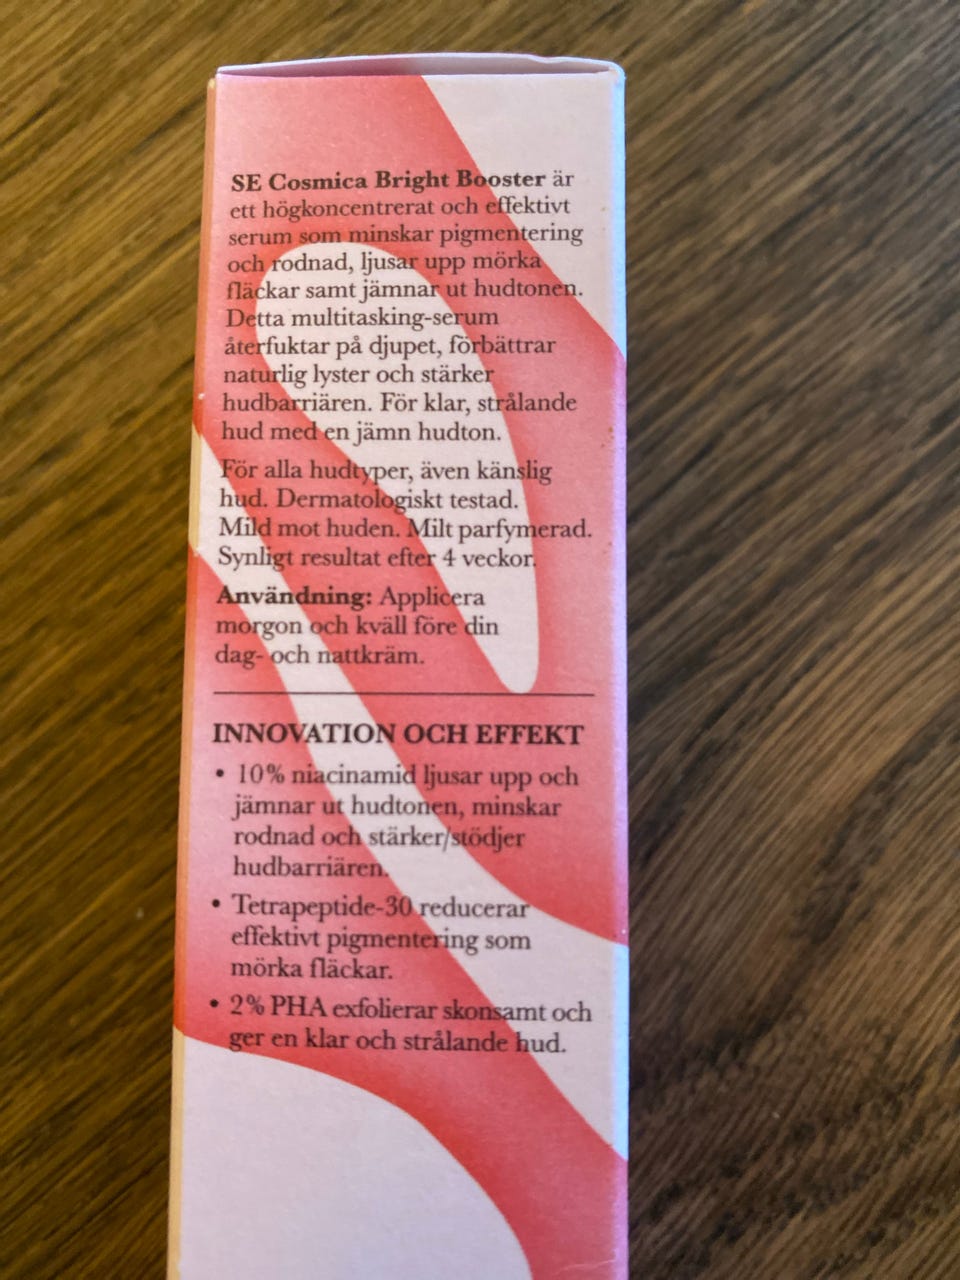 SE Cosmica Bright Booster är
ett högkoncentrerat och effektivt
serum som minskar pigmentering
och rodnad, ljusar upp mörka
fläckar samt jämnar ut hudtonen.
Detta multitasking-serum
återfuktar på djupet, förbättrar
naturlig lyster och stärker
hudbarriären. För klar, strålande
hud med en jämn hudton.
För alla hudtyper, även känslig
hud. Dermatologiskt testad.
Mild mot huden. Milt parfymerad.
Synligt resultat efter 4 veckor.
Användning: Applicera
morgon och kväll före din
dag- och nattkräm.
INNOVATION OCH EFFEKT
• 10% niacinamid ljusar upp och
jämnar ut hudtonen, minskar
rodnad och stärker/stödjer
hudbarriären.
• Tetrapeptide-30 reducerar
effektivt pigmentering som
mörka fläckar.
• 2% PHA exfolierar skonsamt och
ger en klar och strålande hud.